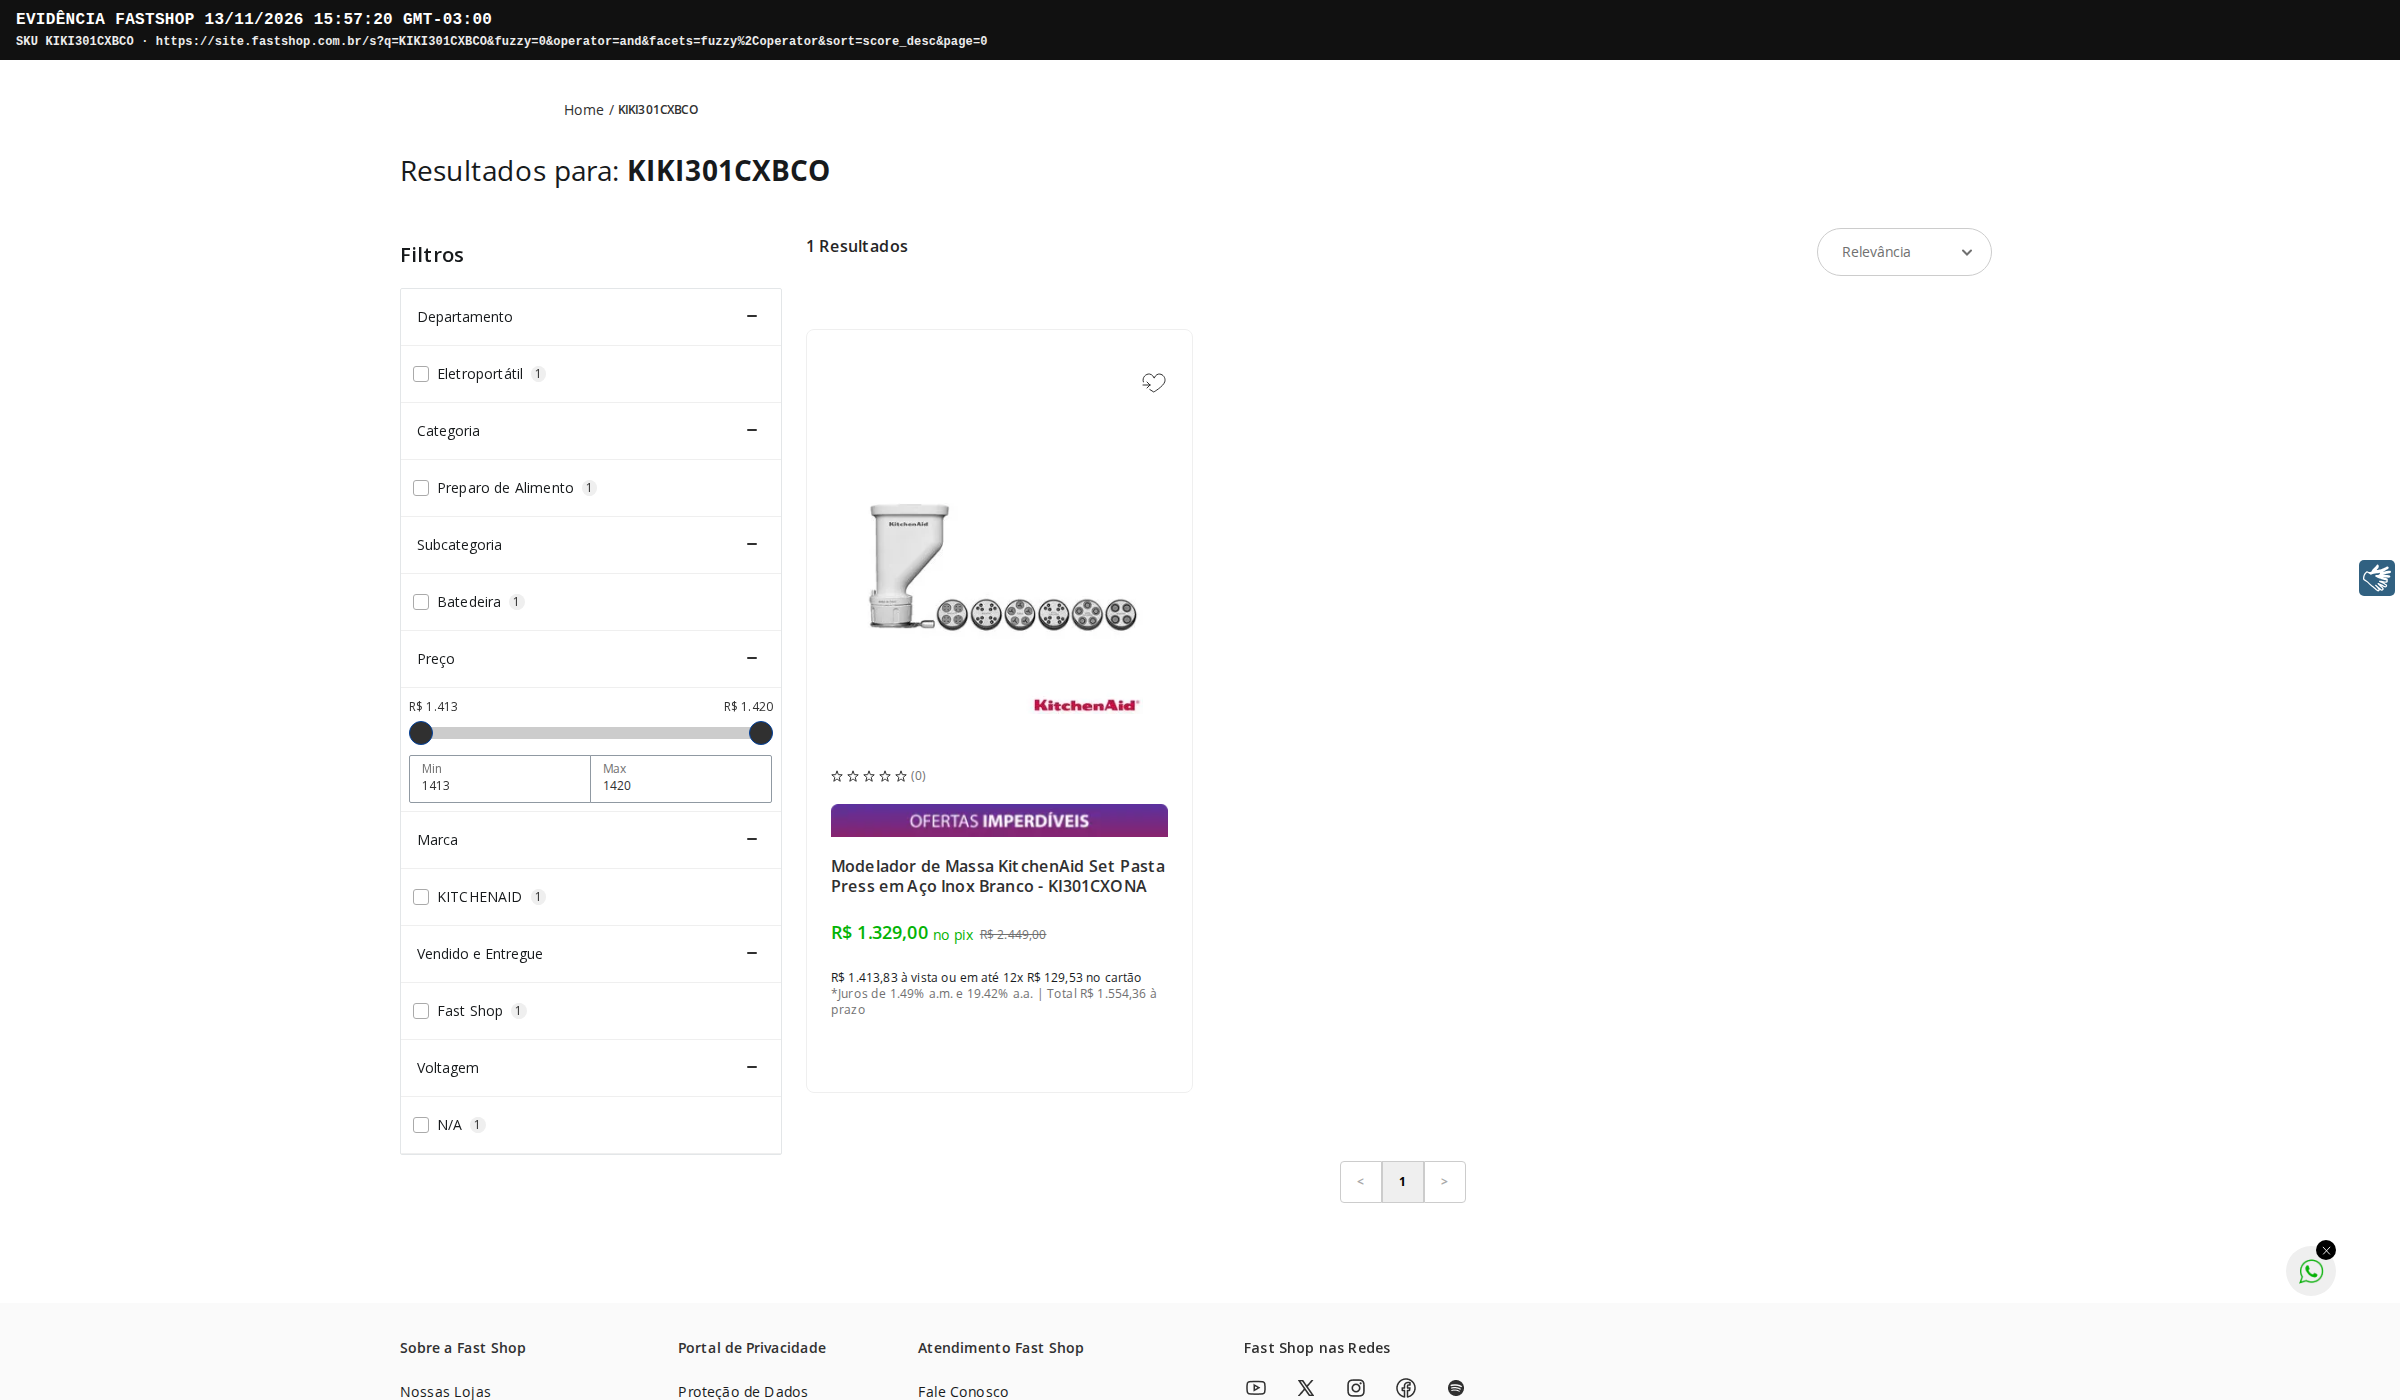 EVIDÊNCIA FASTSHOP 13/11/2026 15:57:20 GMT-03:00
SKU KIKI301CXBCO · https://site.fastshop.com.br/s?q=KIKI301CXBCO&fuzzy=0&operator=and&facets=fuzzy%2Coperator&sort=score_desc&page=0
Home / KIKI301CXBCO
Resultados para: KIKI301CXBCO
Filtros
1 Resultados
Relevância
Departamento
Eletroportátil 1
Categoria
Preparo de Alimento 1
Subcategoria
Batedeira 1
Preço
R$ 1.413
R$ 1.420
Min
1413
Max
1420
Marca
KITCHENAID 1
Vendido e Entregue
Fast Shop 1
Voltagem
N/A 1
KitchenAid
KitchenAid
(0)
OFERTAS IMPERDÍVEIS
Modelador de Massa KitchenAid Set Pasta
Press em Aço Inox Branco - KI301CXONA
R$ 1.329,00 no pix R$ 2.449,00
R$ 1.413,83 à vista ou em até 12x R$ 129,53 no cartão
*Juros de 1.49% a.m. e 19.42% a.a. | Total R$ 1.554,36 à
prazo
< 1 >
Sobre a Fast Shop
Portal de Privacidade
Atendimento Fast Shop
Fast Shop nas Redes
Nossas Lojas
Proteção de Dados
Fale Conosco